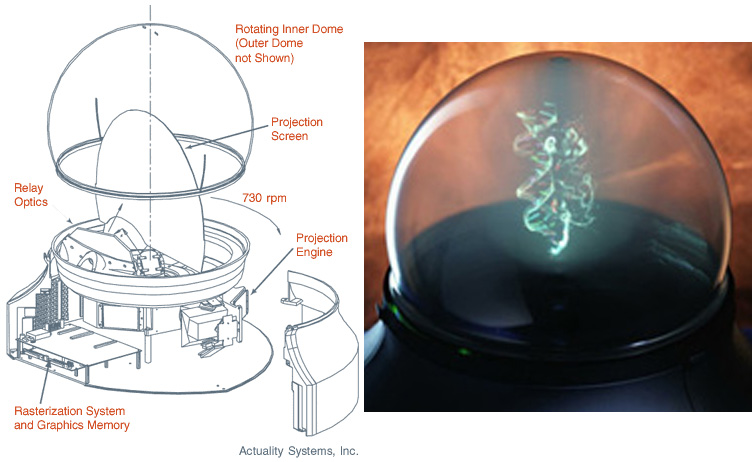 Rotating Inner Dome
(Outer Dome
not Shown)
Projection
Screen
Relay
Optics
730 rpm
Projection
Engine
Rasterization System
and Graphics Memory
Actuality Systems, Inc.